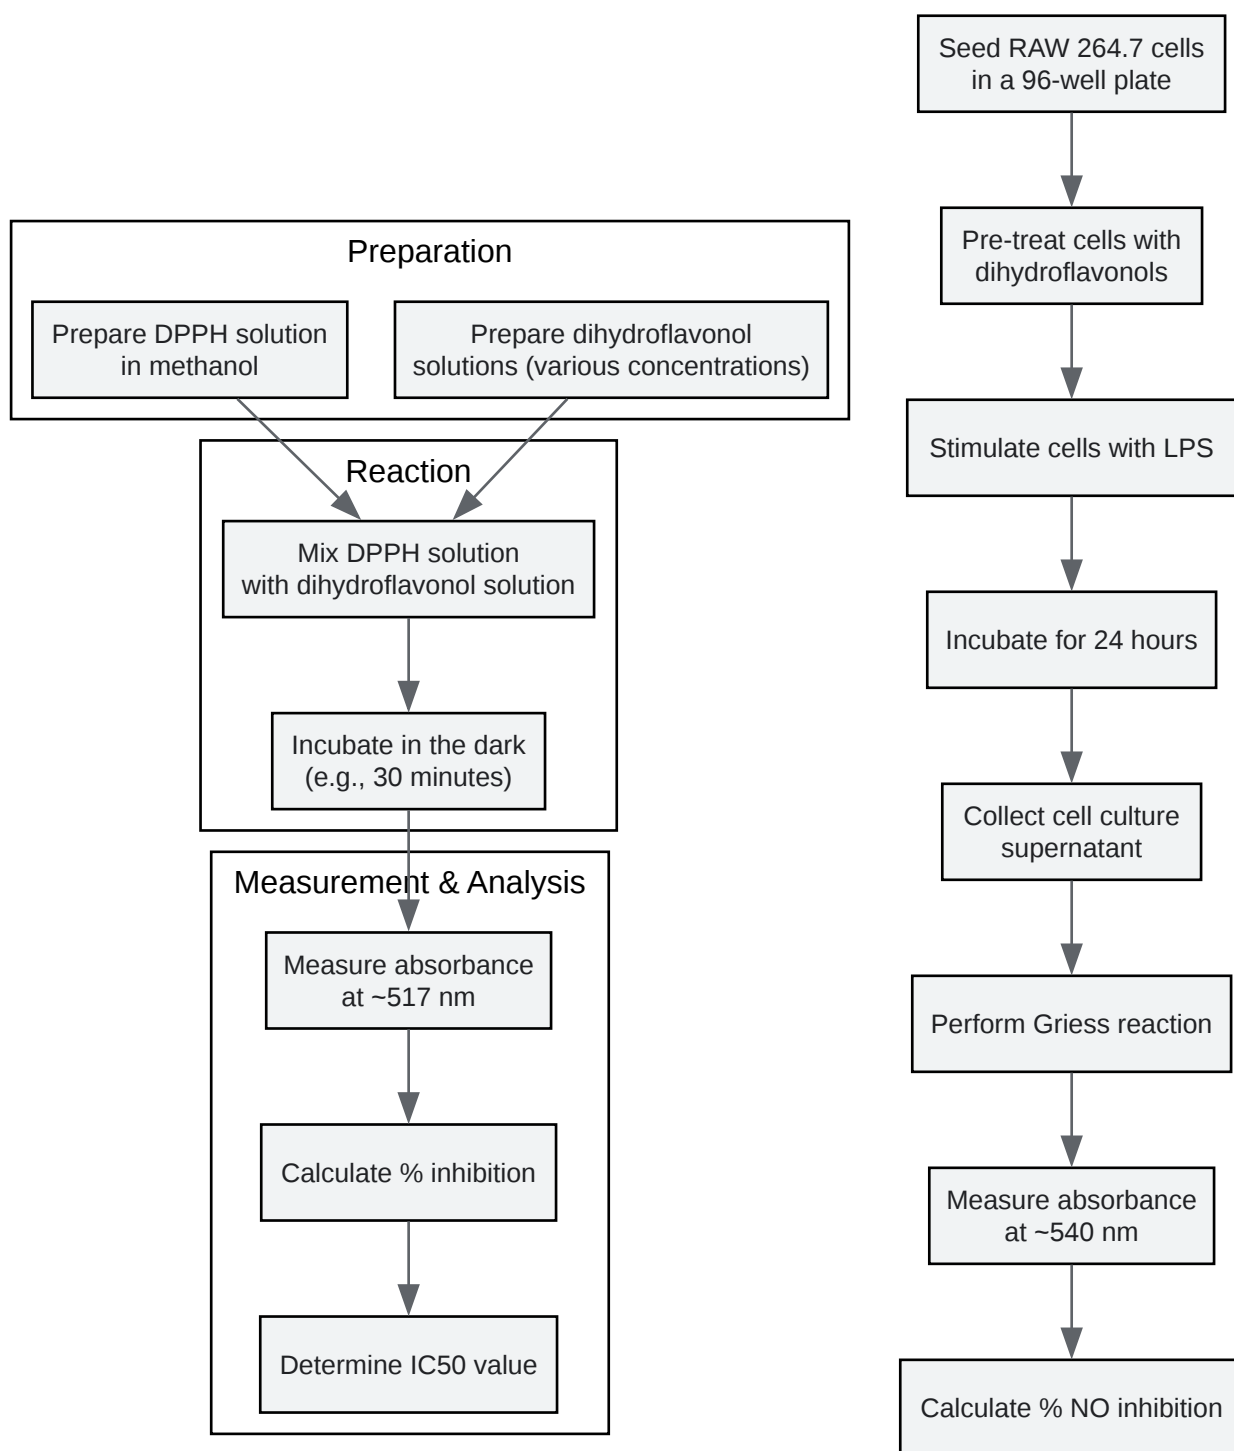 Preparation
Prepare DPPH solution
in methanol
Prepare dihydroflavonol
solutions (various concentrations)
Reaction
Mix DPPH solution
with dihydroflavonol solution
Incubate in the dark
(e.g., 30 minutes)
Measurement & Analysis
Measure absorbance
at ~517 nm
Calculate % inhibition
Determine IC50 value
Seed RAW 264.7 cells
in a 96-well plate
Pre-treat cells with
dihydroflavonols
Stimulate cells with LPS
Incubate for 24 hours
Collect cell culture
supernatant
Perform Griess reaction
Measure absorbance
at ~540 nm
Calculate % NO inhibition